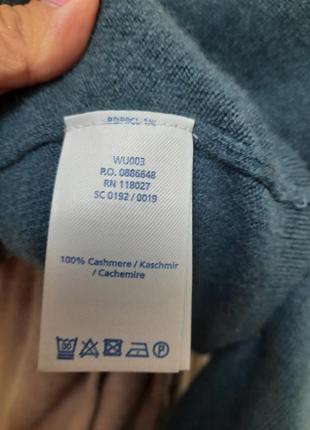 WU003
P.O. 0886648
RN 118027
SC 0192 / 0019
100% Cashmere / Kaschmir
/ Cachemire